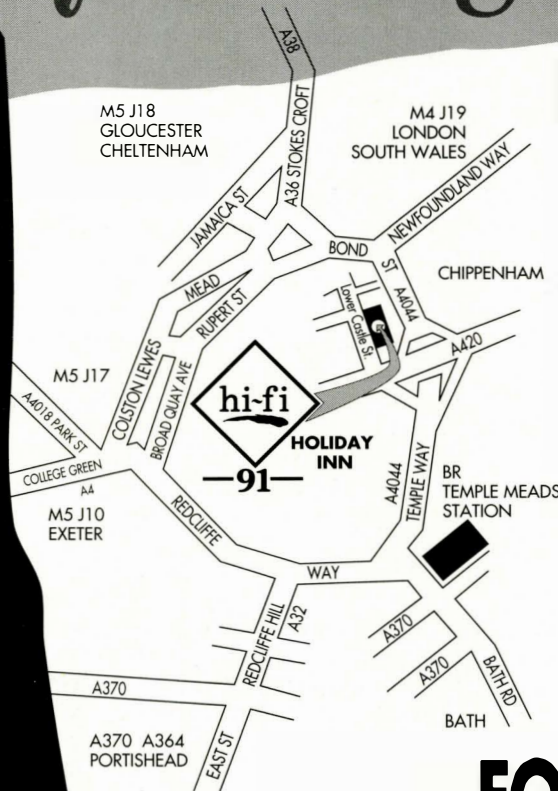 A38
M5 J18
GLOUCESTER
CHELTENHAM
M4 J19
LONDON
SOUTH WALES
A36 STOKES CROFT
JAMAICA ST
NEWFOUNDLAND WAY
BOND ST A4044
MEAD
RUPERT ST
Lower Castle St.
CHIPPENHAM
A420
M5 J17
COLSTON LEWES
BROAD QUAY AVE
A4018 PARK ST
hi-fi
91
HOLIDAY
INN
COLLEGE GREEN
A4
M5 J10
EXETER
A4044
TEMPLE WAY
BR
TEMPLE MEADS
STATION
REDCLIFFE WAY
REDCLIFFE HILL
A32
A370
A370
A370
BATH RD
BATH
A370 A364
PORTISHEAD
EAST ST